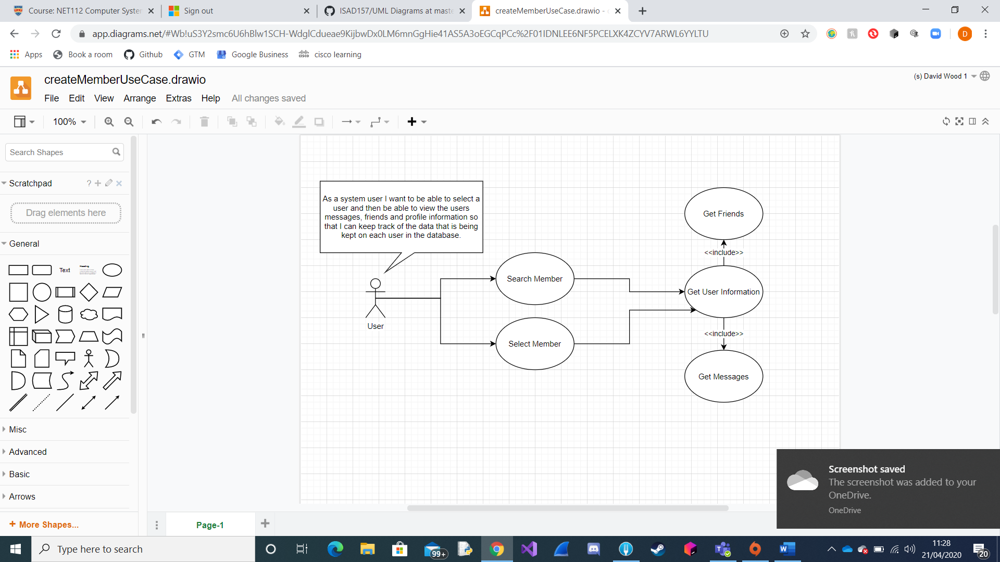 Course: NET112 Computer System
Sign out
ISAD157/UML Diagrams at maste
createMemberUseCase.drawio -
app.diagrams.net/#Wb!uS3Y2smc6U6hBlw1SCH-WdglCdueae9KijbwDx0LM6mnGgHie41AS5A3oEGCqPCc%2F01IDNLEE6NF5PCELXK4ZCYV7ARWL6YYLTU
D
Apps
Book a room
Github
GTM
Google Business
cisco learning
createMemberUseCase.drawio
(s) David Wood 1
File Edit View Arrange Extras Help All changes saved
100%
Search Shapes
Scratchpad
?
Drag elements here
General
Text
Heading
Misc
Advanced
Basic
Arrows
+ More Shapes...
As a system user I want to be able to select a
user and then be able to view the users
messages, friends and profile information so
that I can keep track of the data that is being
kept on each user in the database.
User
Search Member
Select Member
Get Friends
<<include>>
Get User Information
<<include>>
Get Messages
Page-1
Screenshot saved
The screenshot was added to your
OneDrive.
OneDrive
Type here to search
99+
11:28
21/04/2020
20